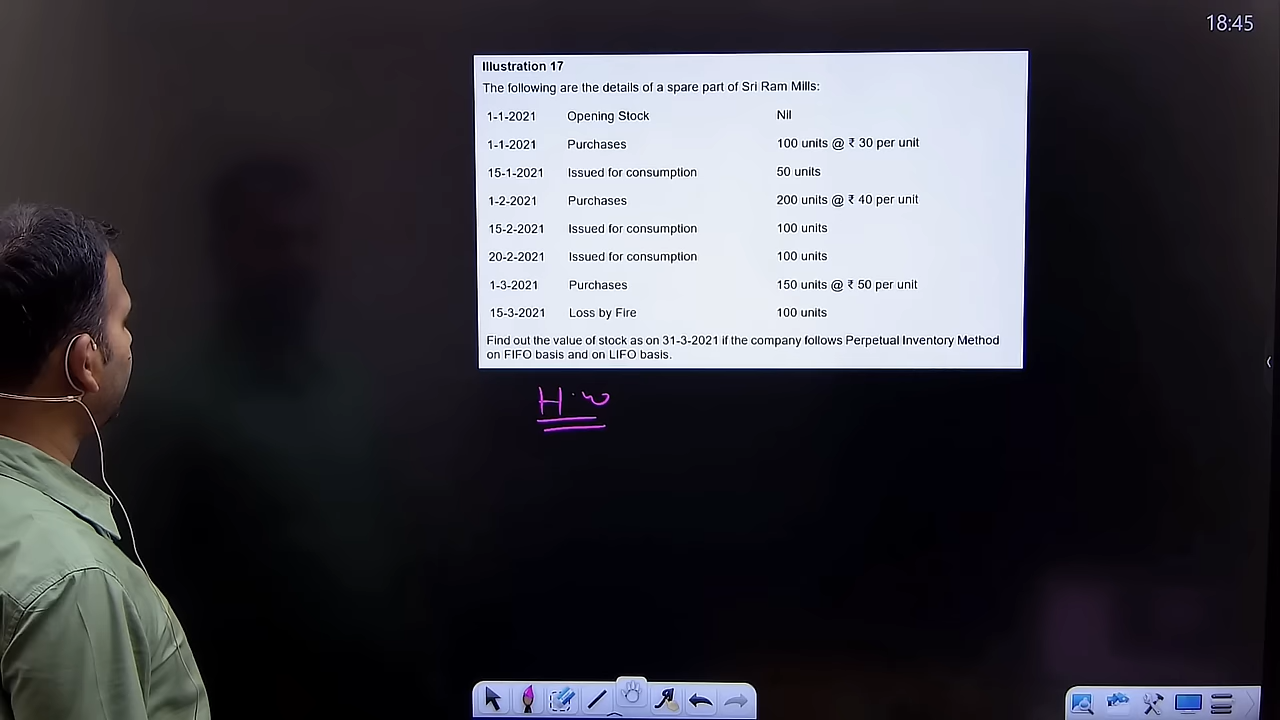 18:45
Illustration 17
The following are the details of a spare part of Sri Ram Mills:
1-1-2021 Opening Stock Nil
1-1-2021 Purchases 100 units @ ₹ 30 per unit
15-1-2021 Issued for consumption 50 units
1-2-2021 Purchases 200 units @ ₹ 40 per unit
15-2-2021 Issued for consumption 100 units
20-2-2021 Issued for consumption 100 units
1-3-2021 Purchases 150 units @ ₹ 50 per unit
15-3-2021 Loss by Fire 100 units
Find out the value of stock as on 31-3-2021 if the company follows Perpetual Inventory Method
on FIFO basis and on LIFO basis.
H.w